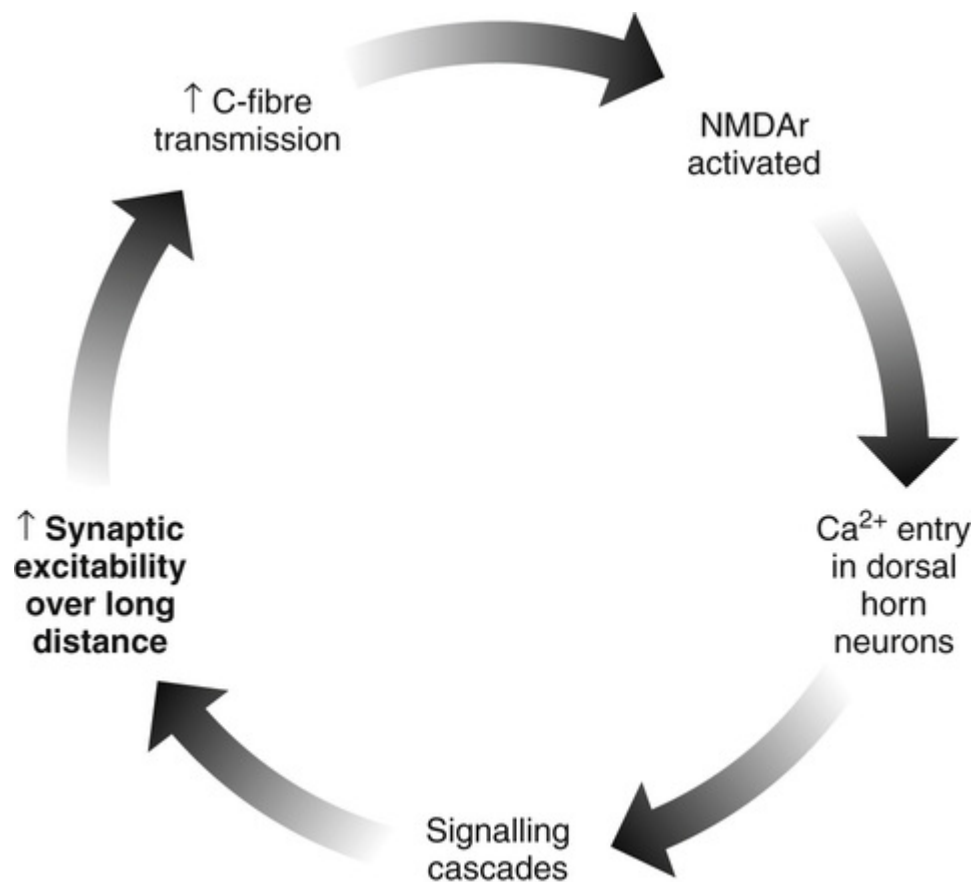 ↑ C-fibre
transmission
NMDAr
activated
Ca²⁺ entry
in dorsal
horn
neurons
Signalling
cascades
↑ Synaptic
excitability
over long
distance